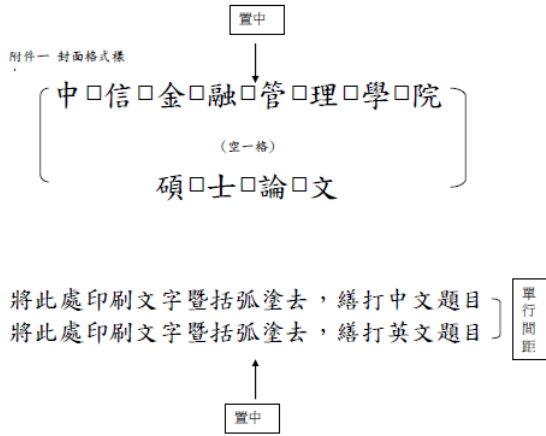 置中
附件一 封面格式樣
中□信□金□融□管□理□學□院
(空一格)
碩□士□論□文
將此處印刷文字暨括弧塗去，繕打中文題目
將此處印刷文字暨括弧塗去，繕打英文題目
單行間距
置中